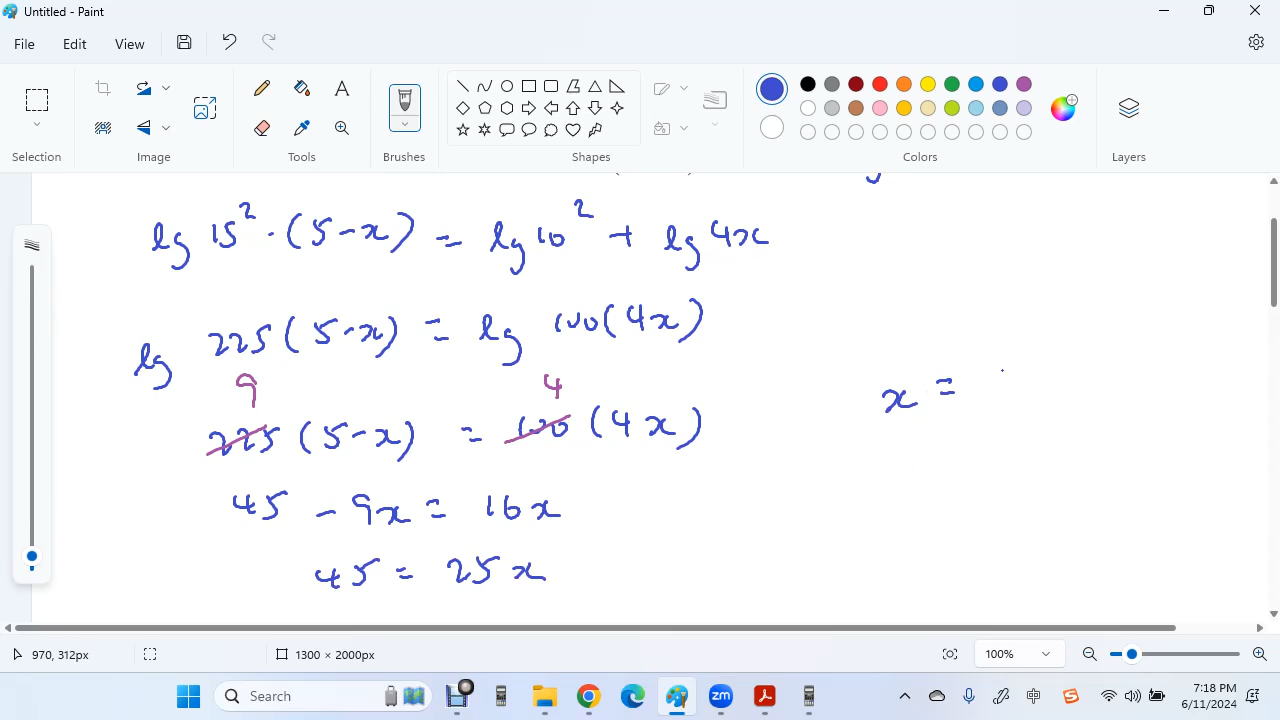 Untitled - Paint
File Edit View
Selection Image Tools Brushes Shapes Colors Layers
lg 15² · (5-x) = lg 10² + lg 4x
lg 225(5-x) = lg 100(4x)
9 4
225 (5-x) = 100 (4x)
x =
45 - 9x = 16x
45 = 25x
970, 312px 1300 × 2000px 100%
Search
7:18 PM
6/11/2024